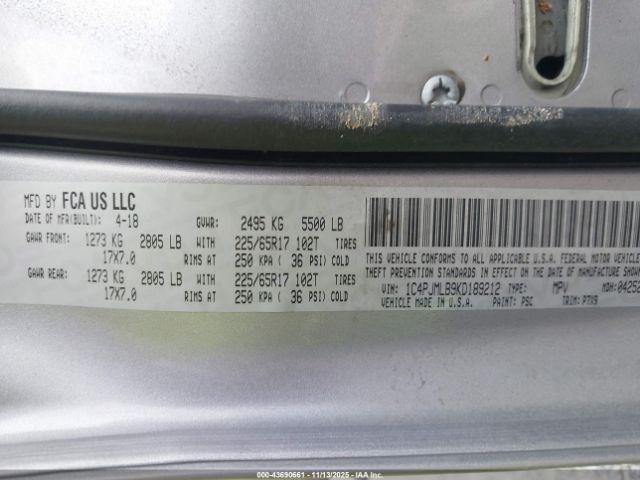 MFD BY FCA US LLC
DATE OF MFR(BUILT): 4-18 GVWR: 2495 KG 5500 LB
GAWR FRONT: 1273 KG 2805 LB WITH 225/65R17 102T TIRES
17X7.0 RIMS AT 250 KPA ( 36 PSI) COLD
GAWR REAR: 1273 KG 2805 LB WITH 225/65R17 102T TIRES
17X7.0 RIMS AT 250 KPA ( 36 PSI) COLD
THIS VEHICLE CONFORMS TO ALL APPLICABLE U.S.A. FEDERAL MOTOR
THEFT PREVENTION STANDARDS IN EFFECT ON THE DATE OF
VIN: 1C4PJMLB9KD189212 TYPE: MPV MDH:04252
VEHICLE MADE IN U.S.A. PAINT: PSC TRIM: P7X9
000-43690661 - 11/13/2025 - Copyright IAA, LLC